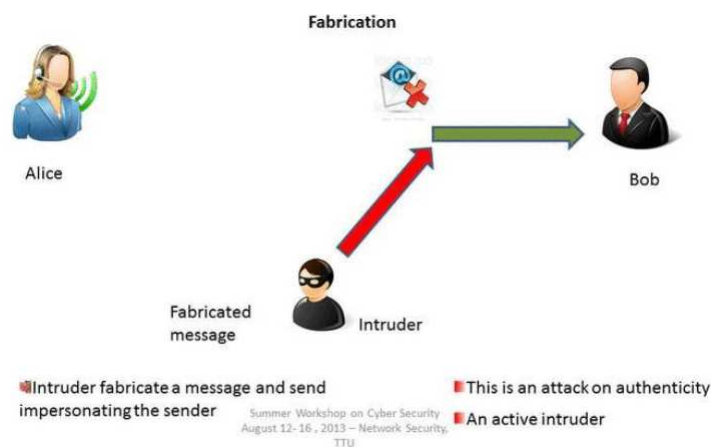 Fabrication
Alice
Bob
Fabricated
message
Intruder
Intruder fabricate a message and send
impersonating the sender
This is an attack on authenticity
An active intruder
Summer Workshop on Cyber Security
August 12-16 , 2013 – Network Security,
TTU